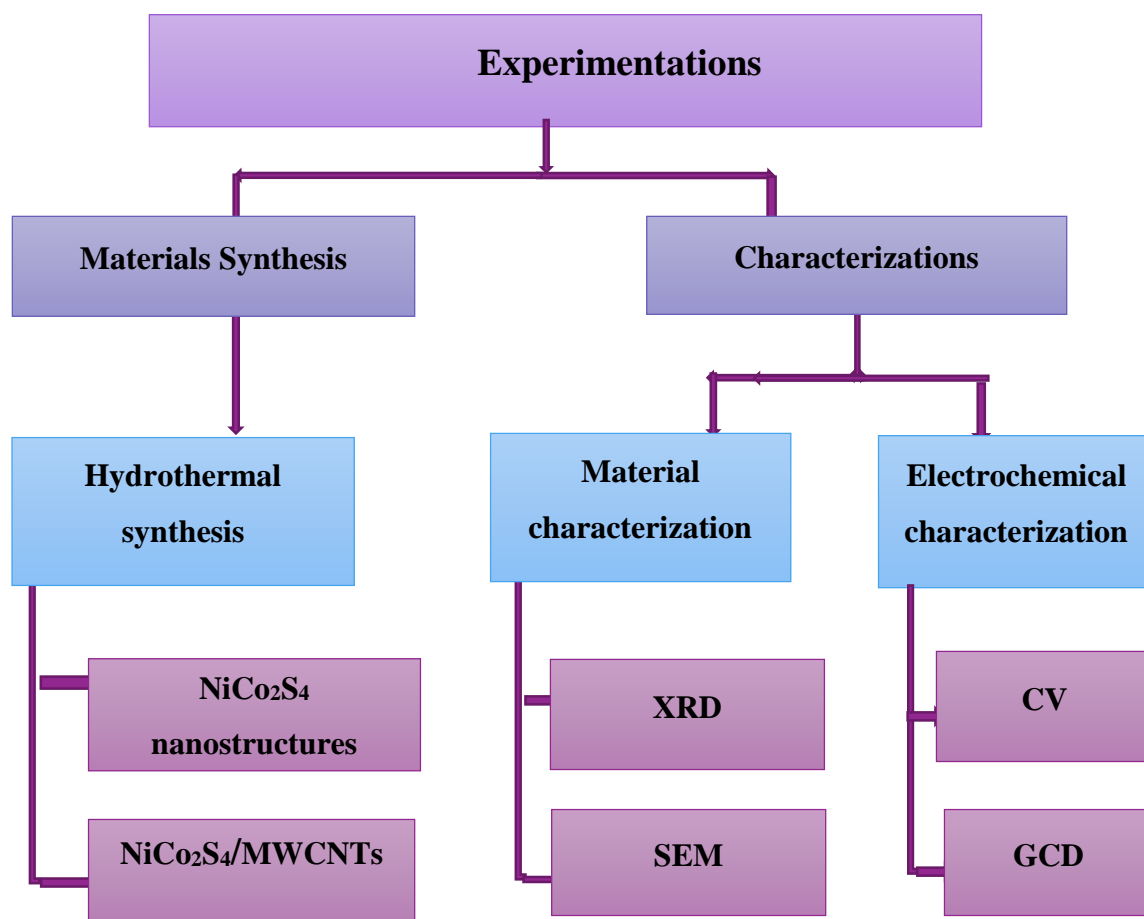 Experimentations
Materials Synthesis
Characterizations
Hydrothermal
synthesis
Material
characterization
Electrochemical
characterization
NiCo₂S₄
nanostructures
XRD
CV
NiCo₂S₄/MWCNTs
SEM
GCD